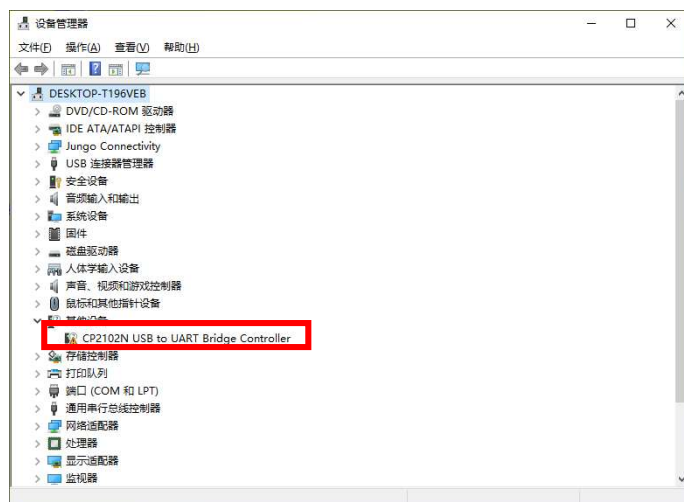 设备管理器
文件(F) 操作(A) 查看(V) 帮助(H)
DESKTOP-T196VEB
DVD/CD-ROM 驱动器
IDE ATA/ATAPI 控制器
Jungo Connectivity
USB 连接器管理器
安全设备
音频输入和输出
系统设备
固件
磁盘驱动器
人体学输入设备
声音、视频和游戏控制器
鼠标和其他指针设备
其他设备
CP2102N USB to UART Bridge Controller
存储控制器
打印队列
端口 (COM 和 LPT)
通用串行总线控制器
网络适配器
处理器
显示适配器
监视器